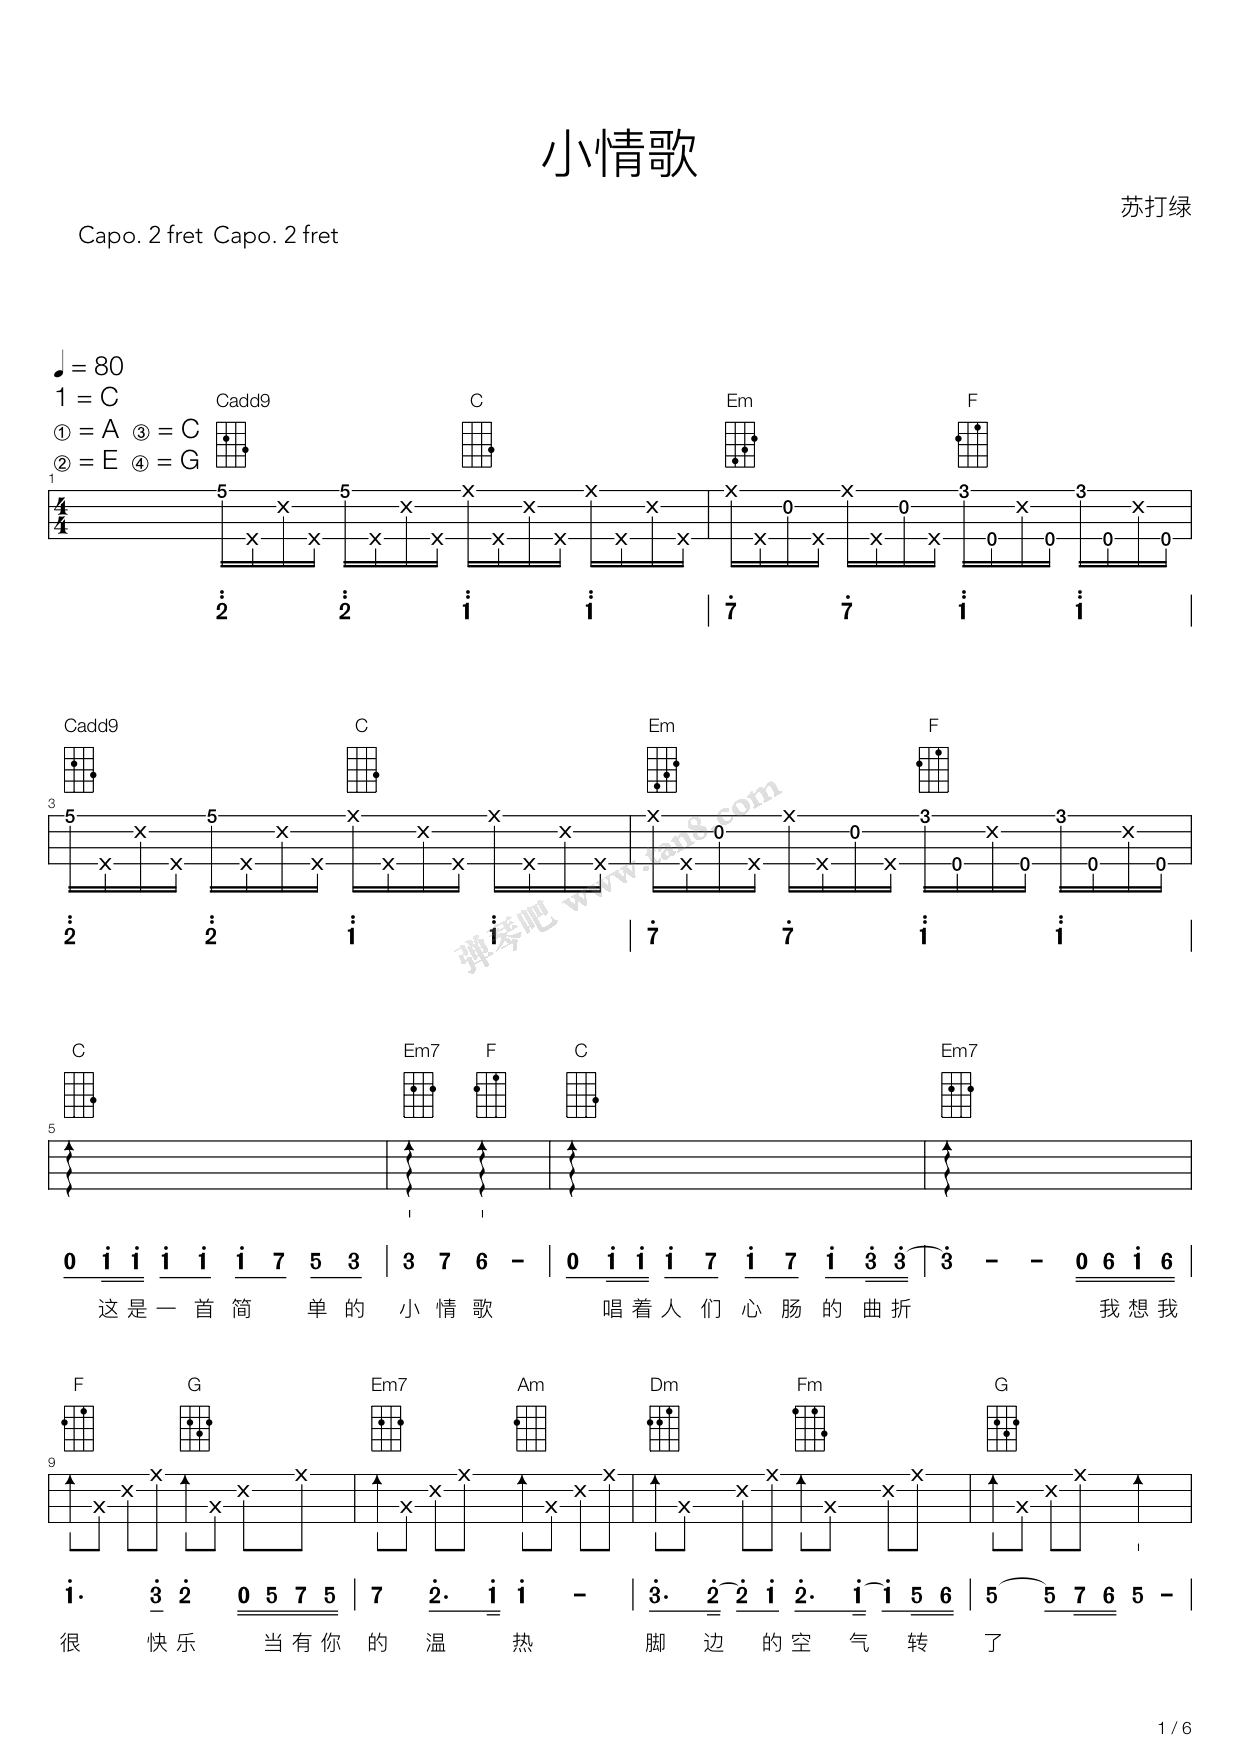 小情歌
苏打绿
Capo. 2 fret Capo. 2 fret
♩= 80
1 = C
① = A ③ = C
② = E ④ = G
Cadd9 C Em F
1
4
4
5 X X X 5 X X X X X X X X X X X X X 0 X X X 0 X 3 0 X 0 3 0 X 0
2 2 1 1 | 7 7 1 1 |
Cadd9 C Em F
3
5 X X X 5 X X X X X X X X X X X X X 0 X X X 0 X 3 0 X 0 3 0 X 0
2 2 1 1 | 7 7 1 1 |
弹琴吧 www.tan8.com
C Em7 F C Em7
5
0 1 1 1 1 1 7 5 3 | 3 7 6 - | 0 1 1 1 7 1 7 1 3 3 | 3 - - 0 6 1 6 |
这是一首简 单的 小情歌 唱着人们心肠的曲折 我想我
F G Em7 Am Dm Fm G
9
X X X X X X X X X X X X X X X X X X X X X
1· 3 2 0 5 7 5 | 7 2· 1 1 - | 3· 2 2 1 2· 1 1 5 6 | 5 5 7 6 5 - |
很 快乐 当有你 的 温 热 脚 边 的空 气 转 了
1 / 6